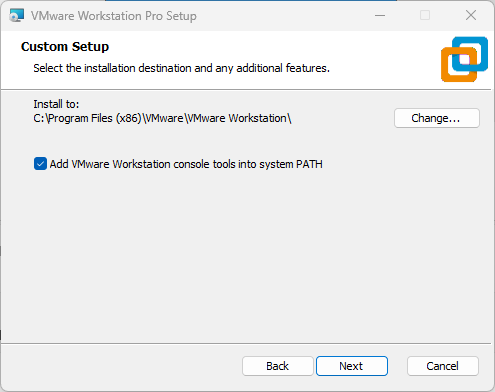 VMware Workstation Pro Setup
Custom Setup
Select the installation destination and any additional features.
Install to:
C:\Program Files (x86)\VMware\VMware Workstation\
Change...
Add VMware Workstation console tools into system PATH
Back
Next
Cancel